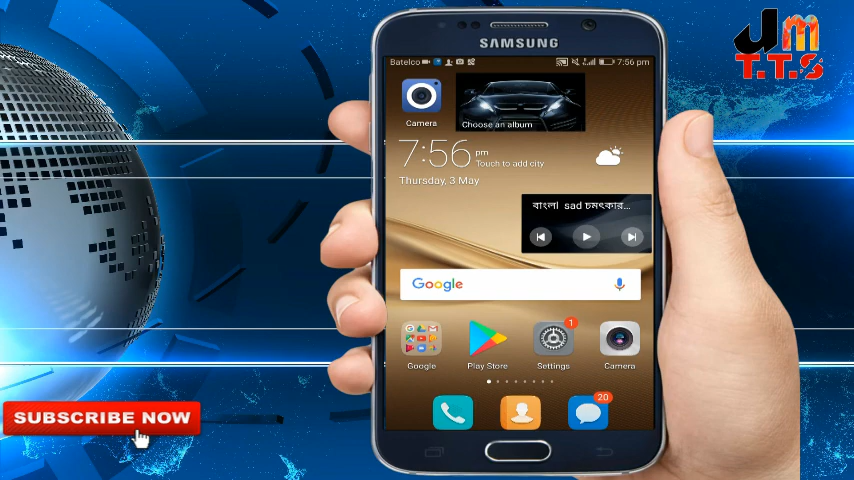 JM
T.T.S
SAMSUNG
Batelco
7:56 pm
Camera
Choose an album
7:56 pm
Touch to add city
Thursday, 3 May
বাংলা sad চমৎকার...
Google
Google
Play Store
1
Settings
Camera
20
SUBSCRIBE NOW